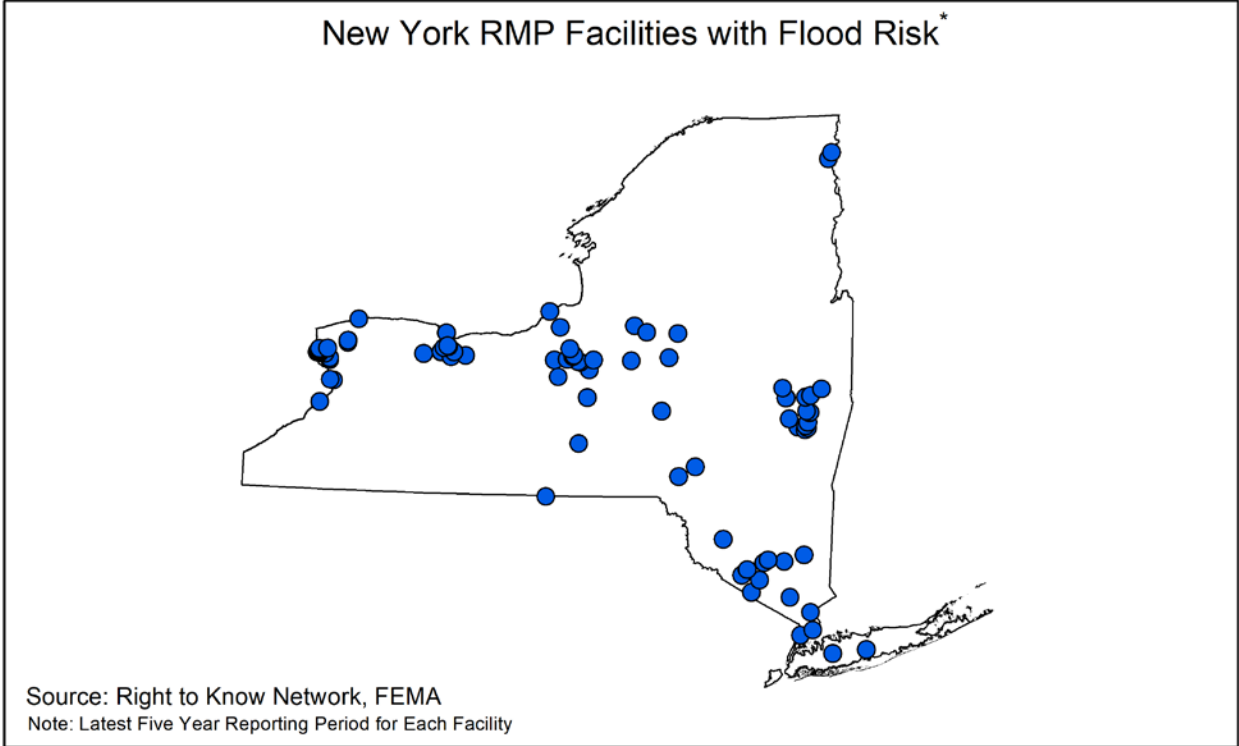 New York RMP Facilities with Flood Risk*
Source: Right to Know Network, FEMA
Note: Latest Five Year Reporting Period for Each Facility